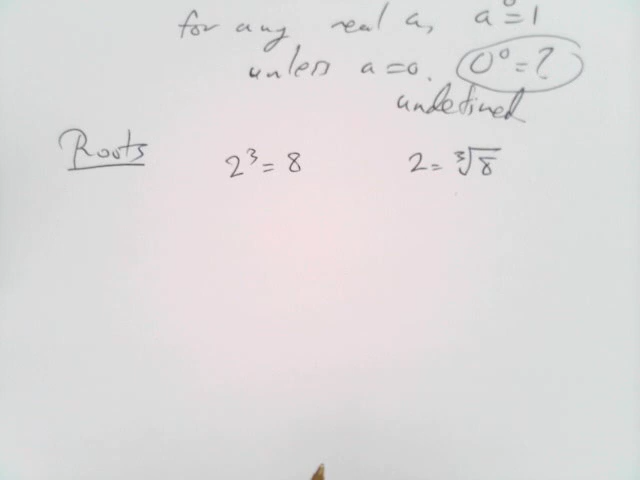 for any real a, a⁰=1
unless a=0. 0⁰=?
undefined
Roots 2³=8 2=∛8